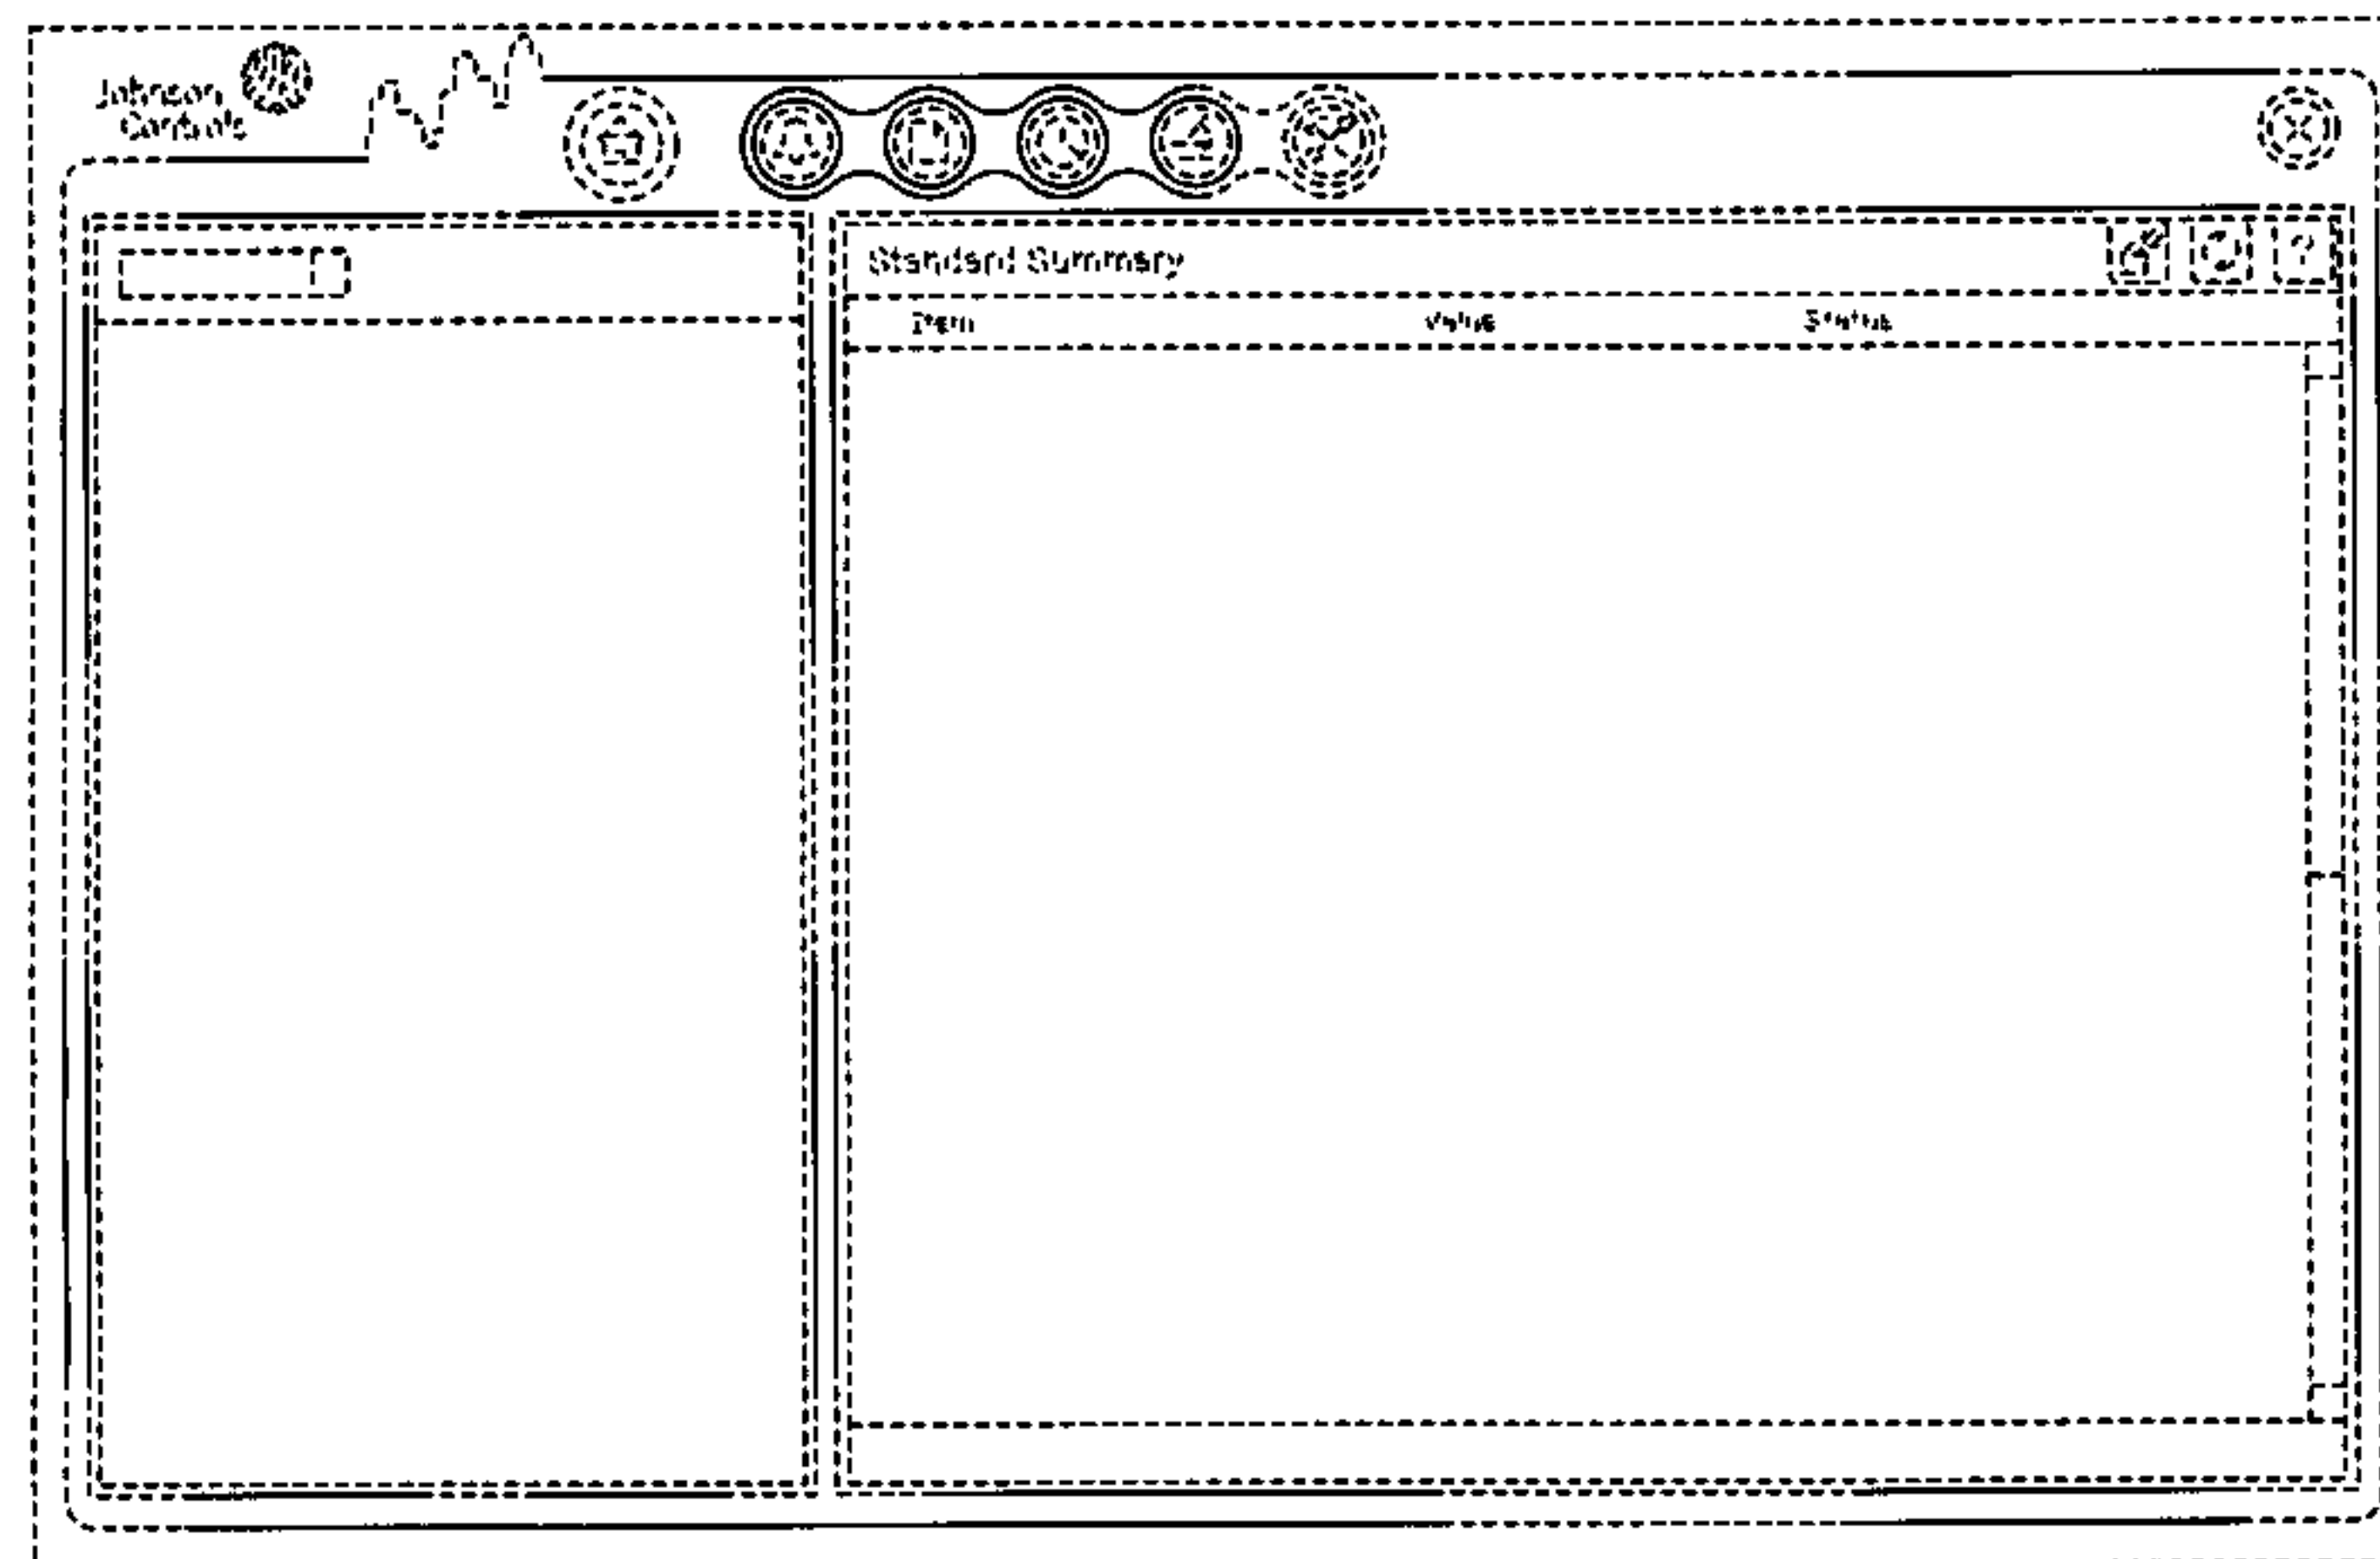 Johnson
Controls
Standard Summary
?
Item Value Status